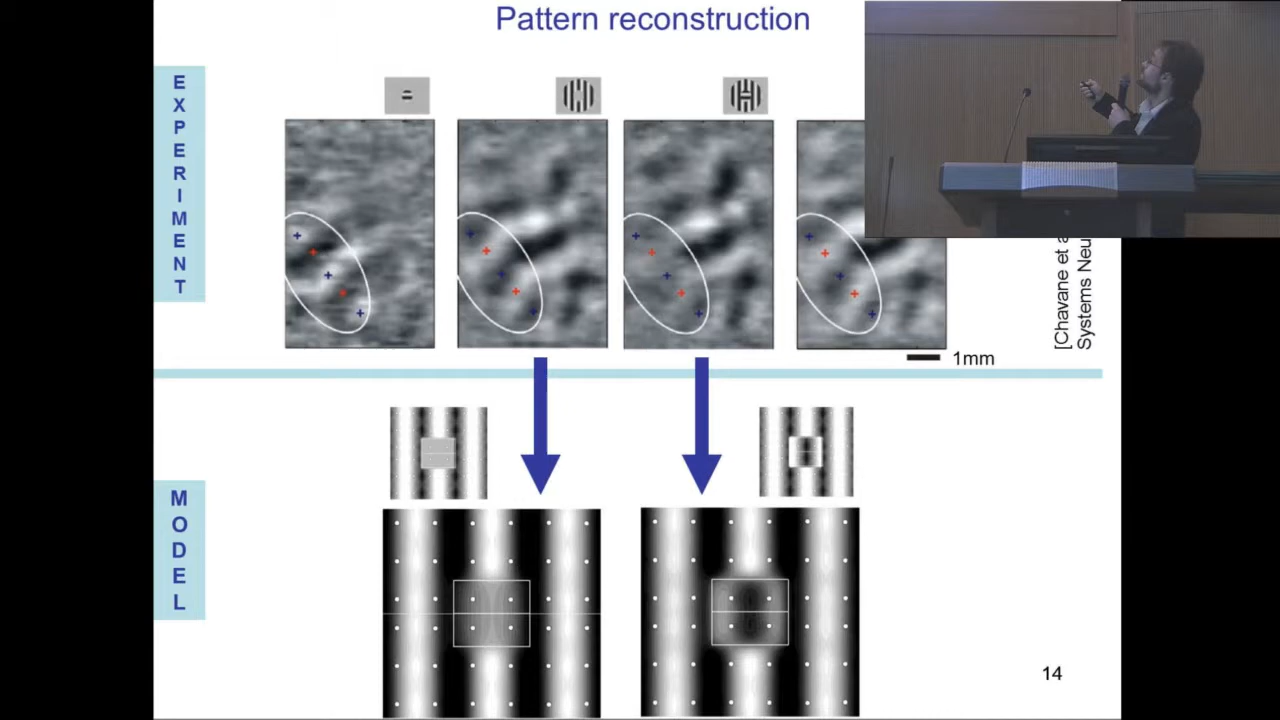 Pattern reconstruction
EXPERIMENT
[Chavane et a
Systems Neu
1mm
MODEL
14